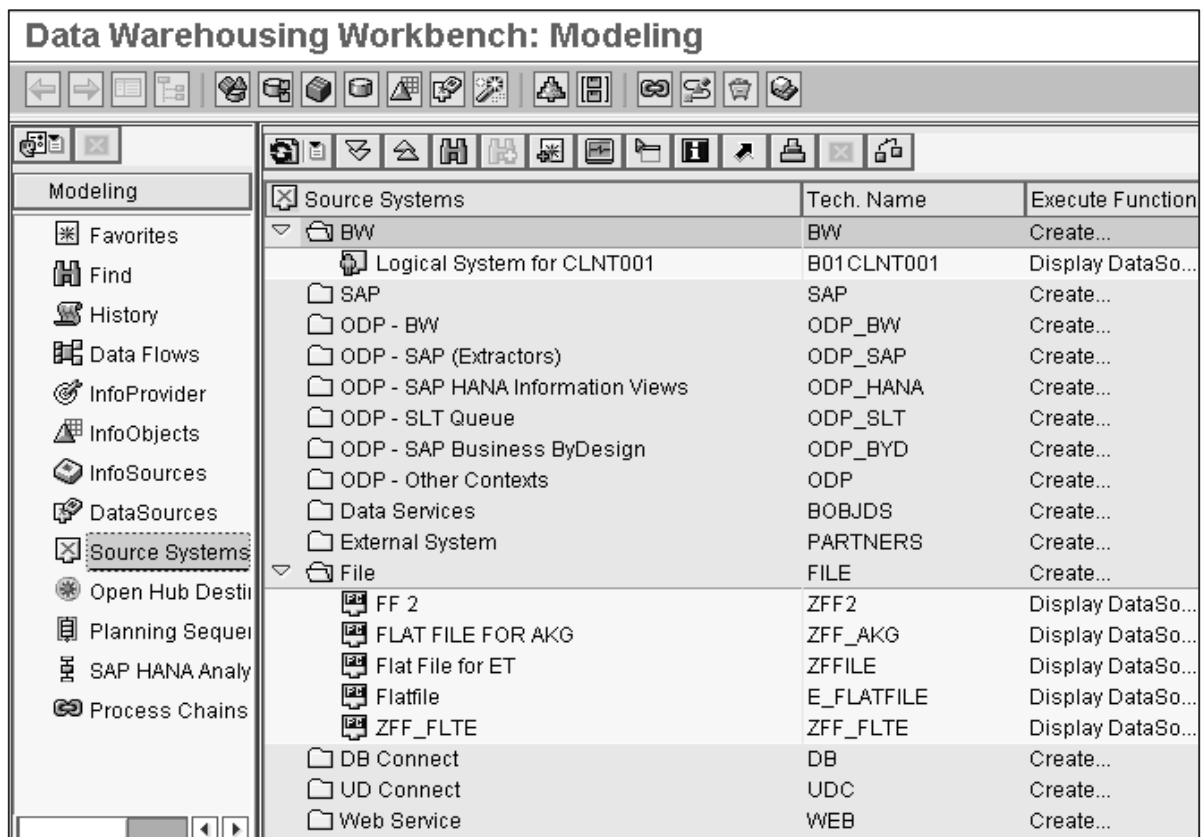 Data Warehousing Workbench: Modeling
Modeling
Favorites
Find
History
Data Flows
InfoProvider
InfoObjects
InfoSources
DataSources
Source Systems
Open Hub Desti
Planning Sequer
SAP HANA Analy
Process Chains
Source Systems Tech. Name Execute Function
BW BW Create...
Logical System for CLNT001 B01CLNT001 Display DataSo...
SAP SAP Create...
ODP - BW ODP_BW Create...
ODP - SAP (Extractors) ODP_SAP Create...
ODP - SAP HANA Information Views ODP_HANA Create...
ODP - SLT Queue ODP_SLT Create...
ODP - SAP Business ByDesign ODP_BYD Create...
ODP - Other Contexts ODP Create...
Data Services BOBJDS Create...
External System PARTNERS Create...
File FILE Create...
FF 2 ZFF2 Display DataSo...
FLAT FILE FOR AKG ZFF_AKG Display DataSo...
Flat File for ET ZFFILE Display DataSo...
Flatfile E_FLATFILE Display DataSo...
ZFF_FLTE ZFF_FLTE Display DataSo...
DB Connect DB Create...
UD Connect UDC Create...
Web Service WEB Create...